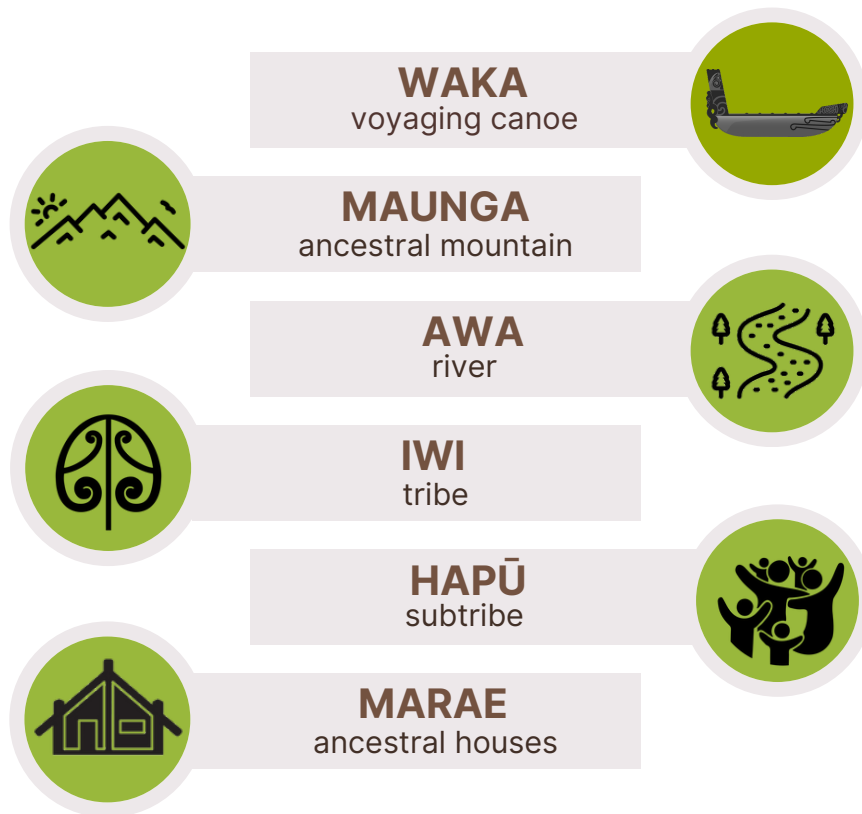 WAKA
voyaging canoe
MAUNGA
ancestral mountain
AWA
river
IWI
tribe
HAPŪ
subtribe
MARAE
ancestral houses